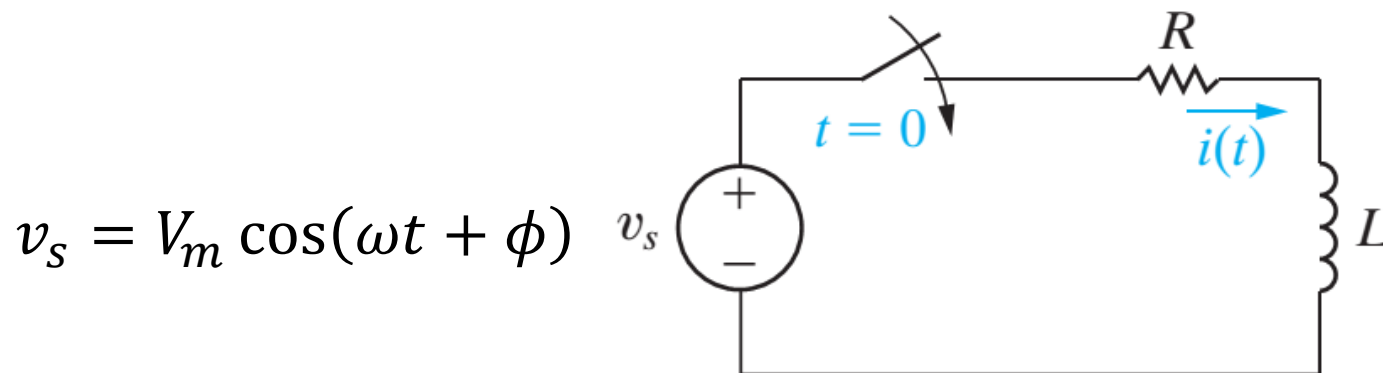 R
t = 0
i(t)
+
v_s = V_m cos(ωt + ϕ)
v_s
−
L